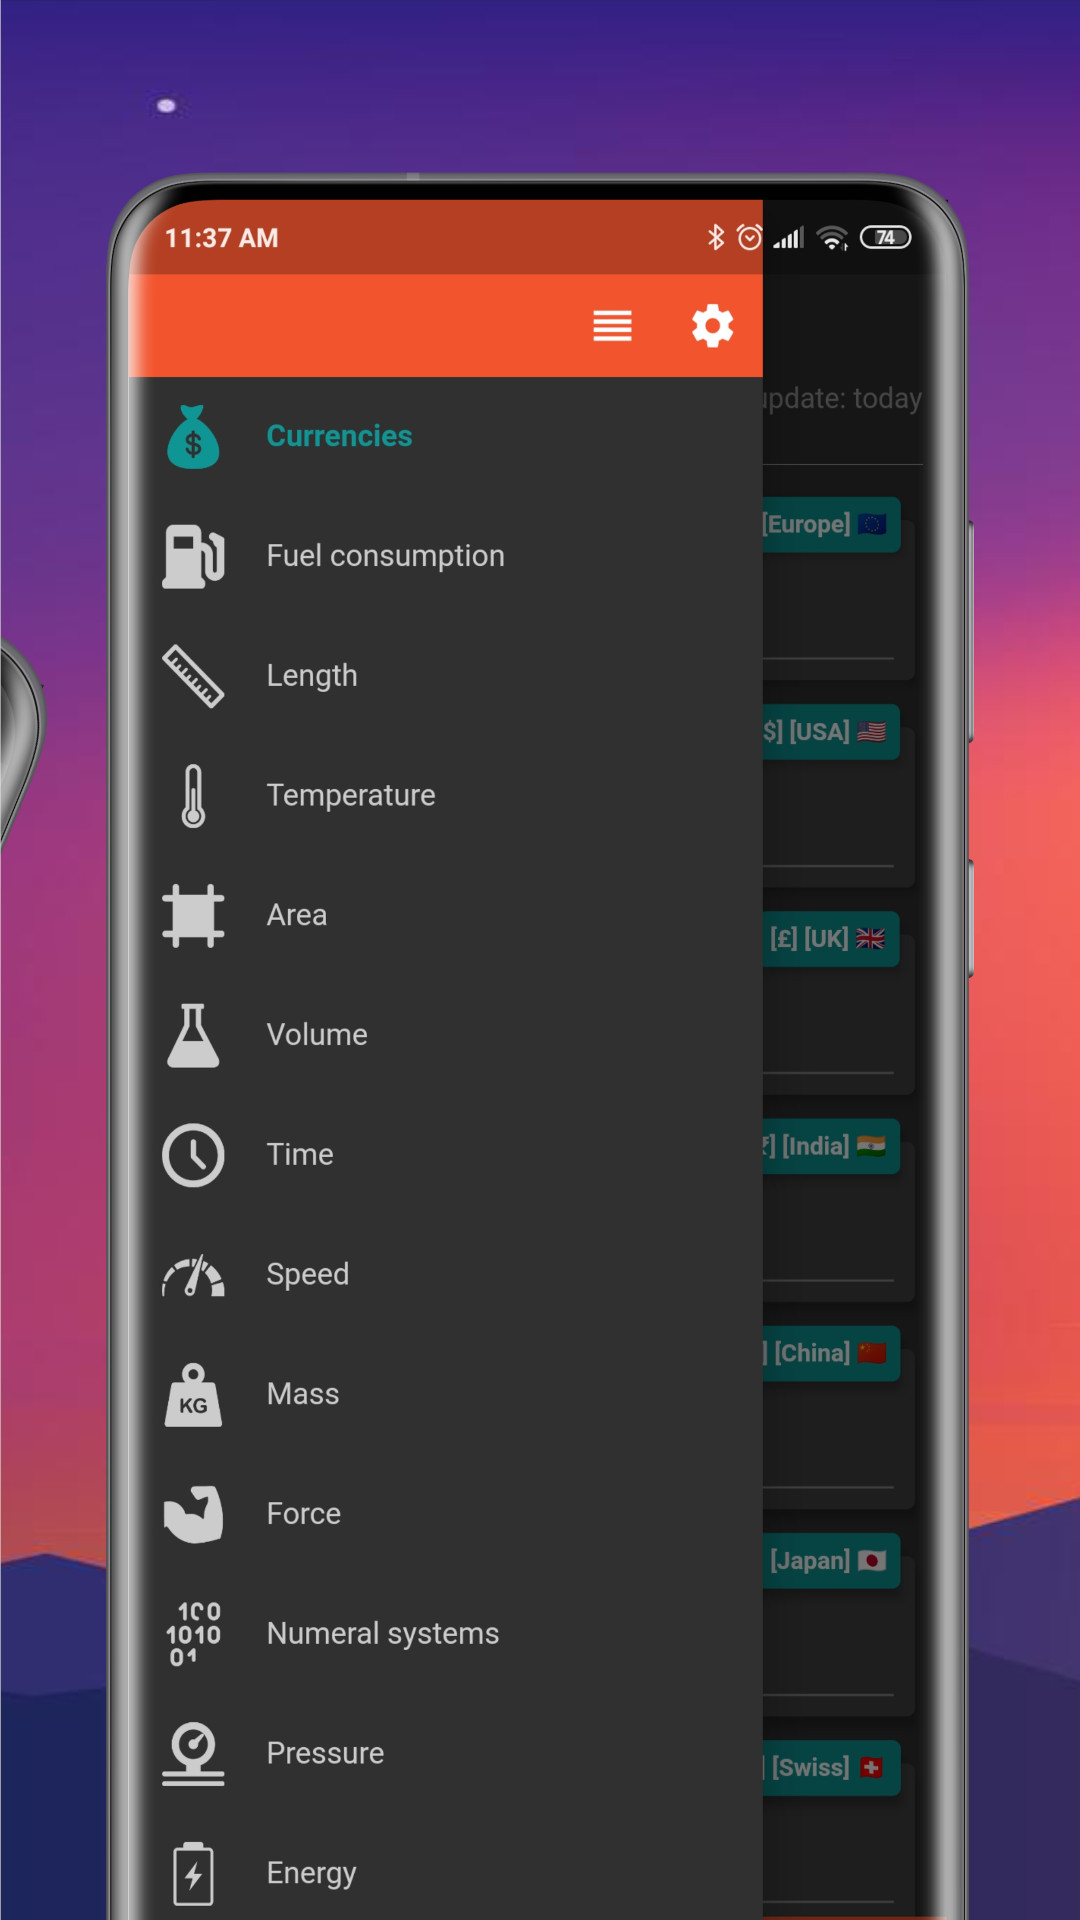 11:37 AM 74
update: today
$ Currencies
[Europe]
Fuel consumption
Length
$] [USA]
Temperature
Area
[£] [UK]
Volume
Time
₹] [India]
Speed
] [China]
KG Mass
Force
[Japan]
100
1010
01
Numeral systems
Pressure
] [Swiss]
Energy